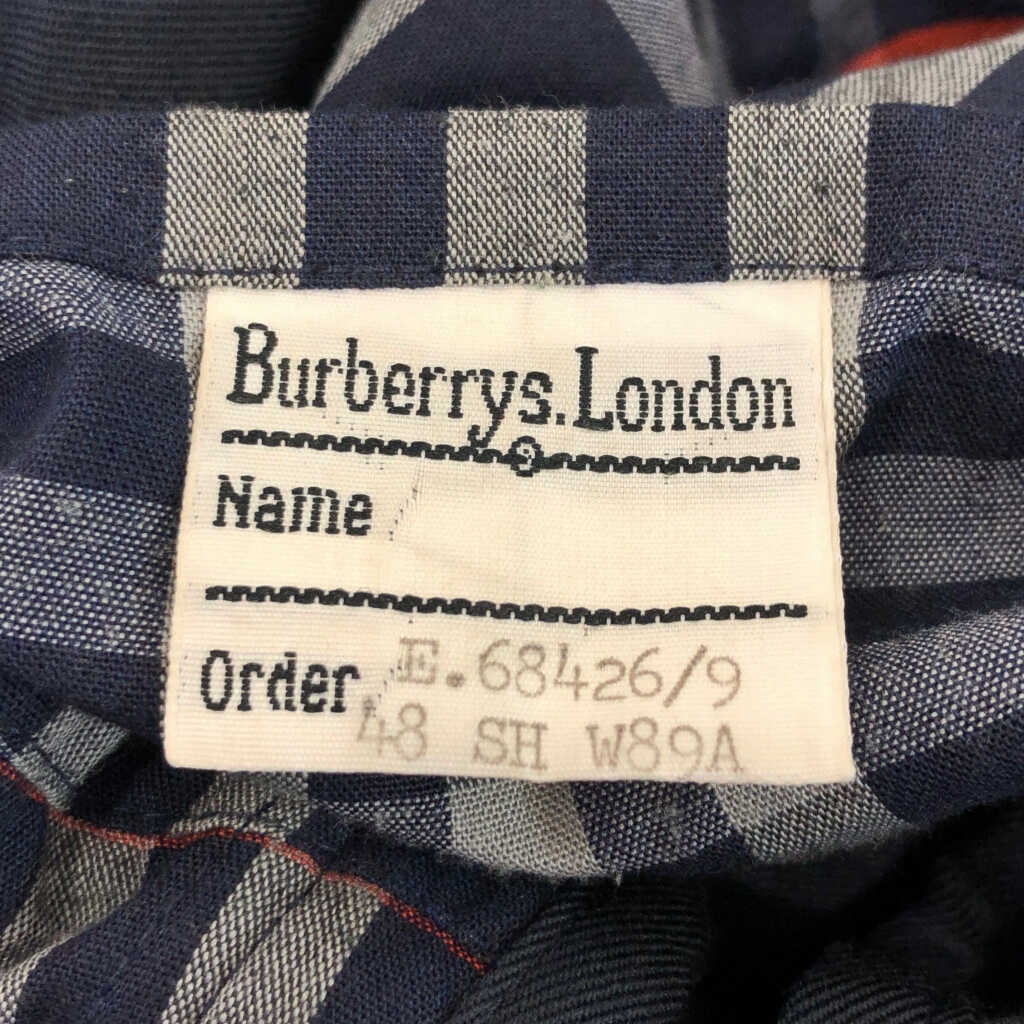 Burberrys.London
Name
Order E.68426/9
48 SH W89A